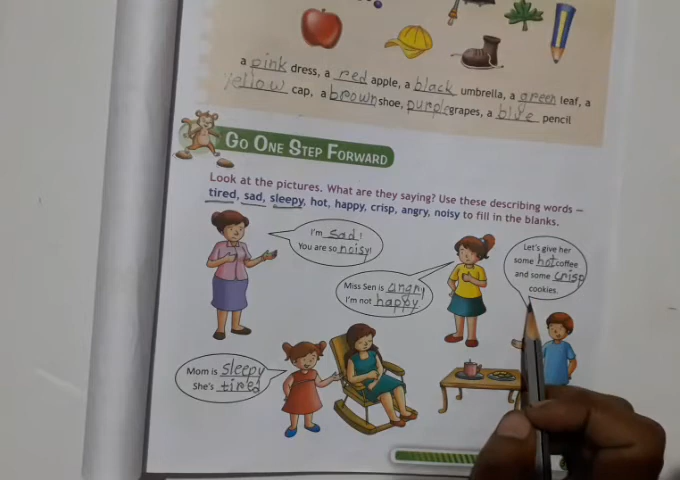 a pink dress, a red apple, a black umbrella, a green leaf, a
yellow cap, a brown shoe, purple grapes, a blue pencil
GO ONE STEP FORWARD
Look at the pictures. What are they saying? Use these describing words –
tired, sad, sleepy, hot, happy, crisp, angry, noisy to fill in the blanks.
I'm sad!
You are so noisy!
Let's give her
some hot coffee
and some crisp
cookies.
Miss Sen is angry
I'm not happy
Mom is sleepy
She's tired